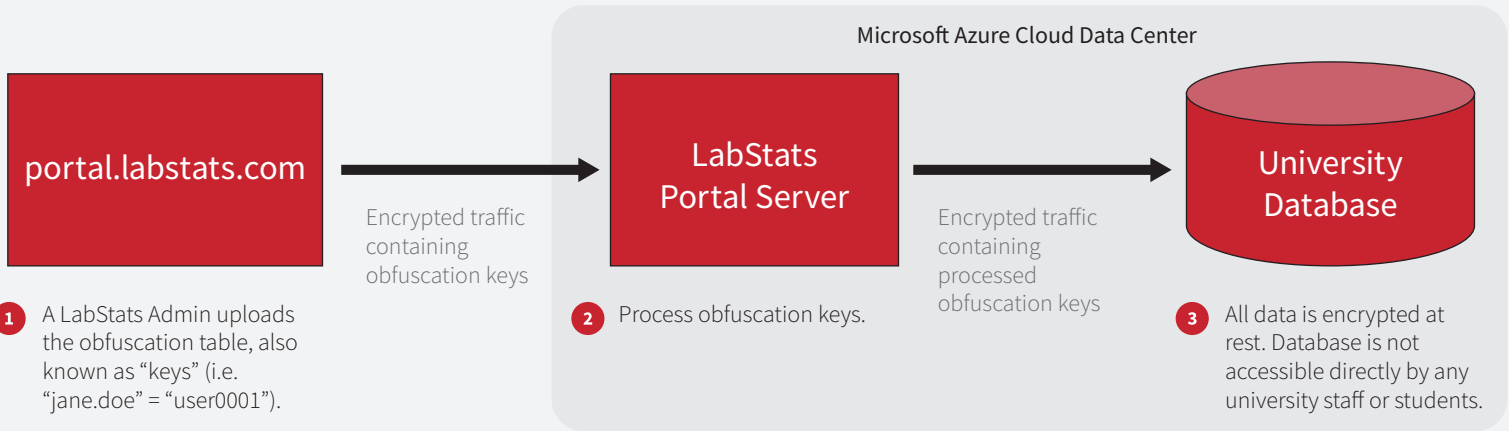 Microsoft Azure Cloud Data Center
portal.labstats.com
Encrypted traffic
containing
obfuscation keys
LabStats
Portal Server
Encrypted traffic
containing
processed
obfuscation keys
University
Database
1
A LabStats Admin uploads
the obfuscation table, also
known as “keys” (i.e.
“jane.doe” = “user0001”).
2
Process obfuscation keys.
3
All data is encrypted at
rest. Database is not
accessible directly by any
university staff or students.